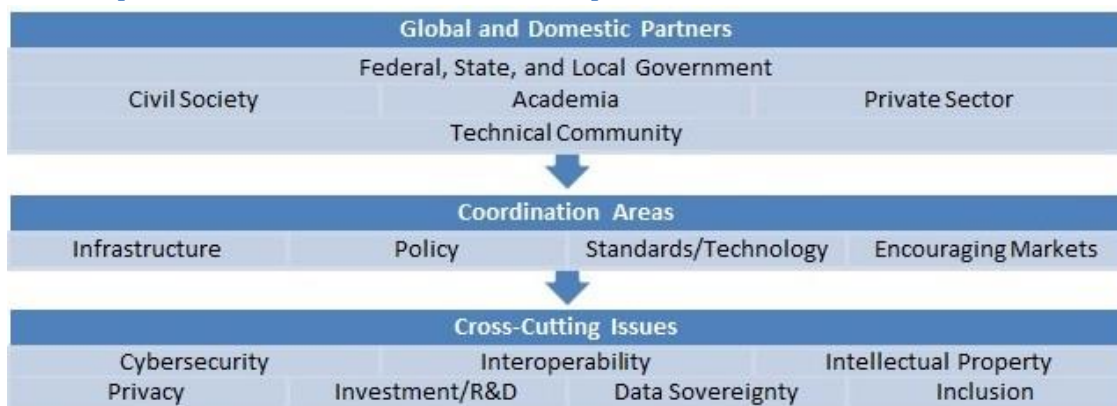 Global and Domestic Partners
Federal, State, and Local Government
Civil Society Academia Private Sector
Technical Community
Coordination Areas
Infrastructure Policy Standards/Technology Encouraging Markets
Cross-Cutting Issues
Cybersecurity Interoperability Intellectual Property
Privacy Investment/R&D Data Sovereignty Inclusion